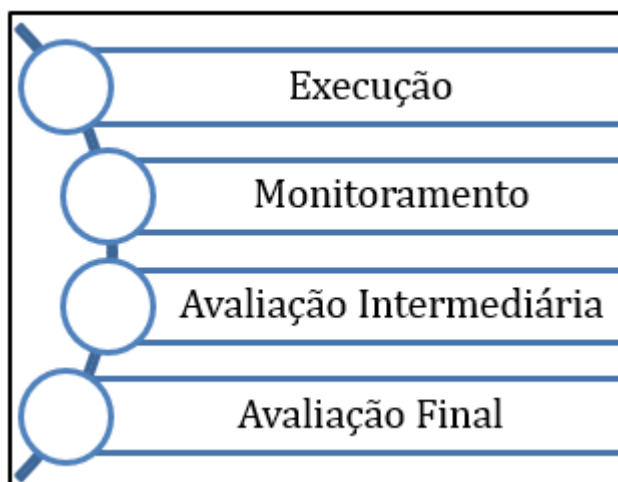 Execução
Monitoramento
Avaliação Intermediária
Avaliação Final